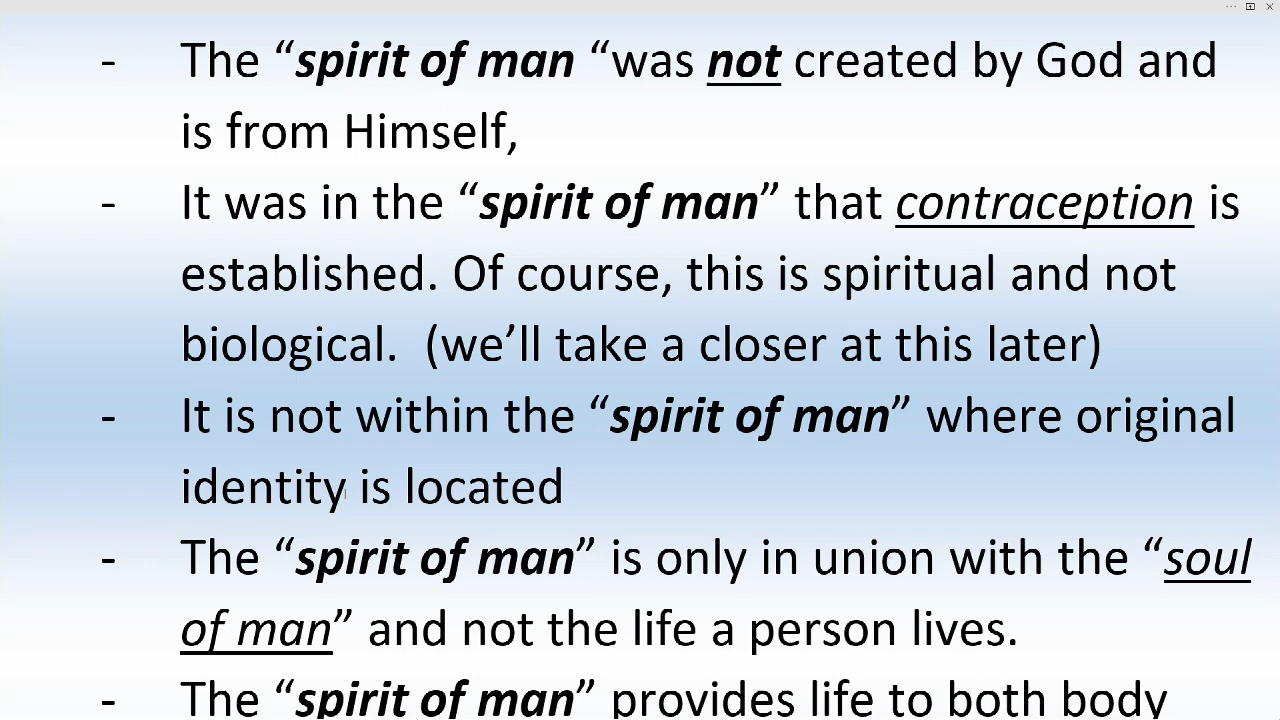 - The “spirit of man “was not created by God and
is from Himself,
- It was in the “spirit of man” that contraception is
established. Of course, this is spiritual and not
biological.  (we’ll take a closer at this later)
- It is not within the “spirit of man” where original
identity is located
- The “spirit of man” is only in union with the “soul
of man” and not the life a person lives.
- The “spirit of man” provides life to both body